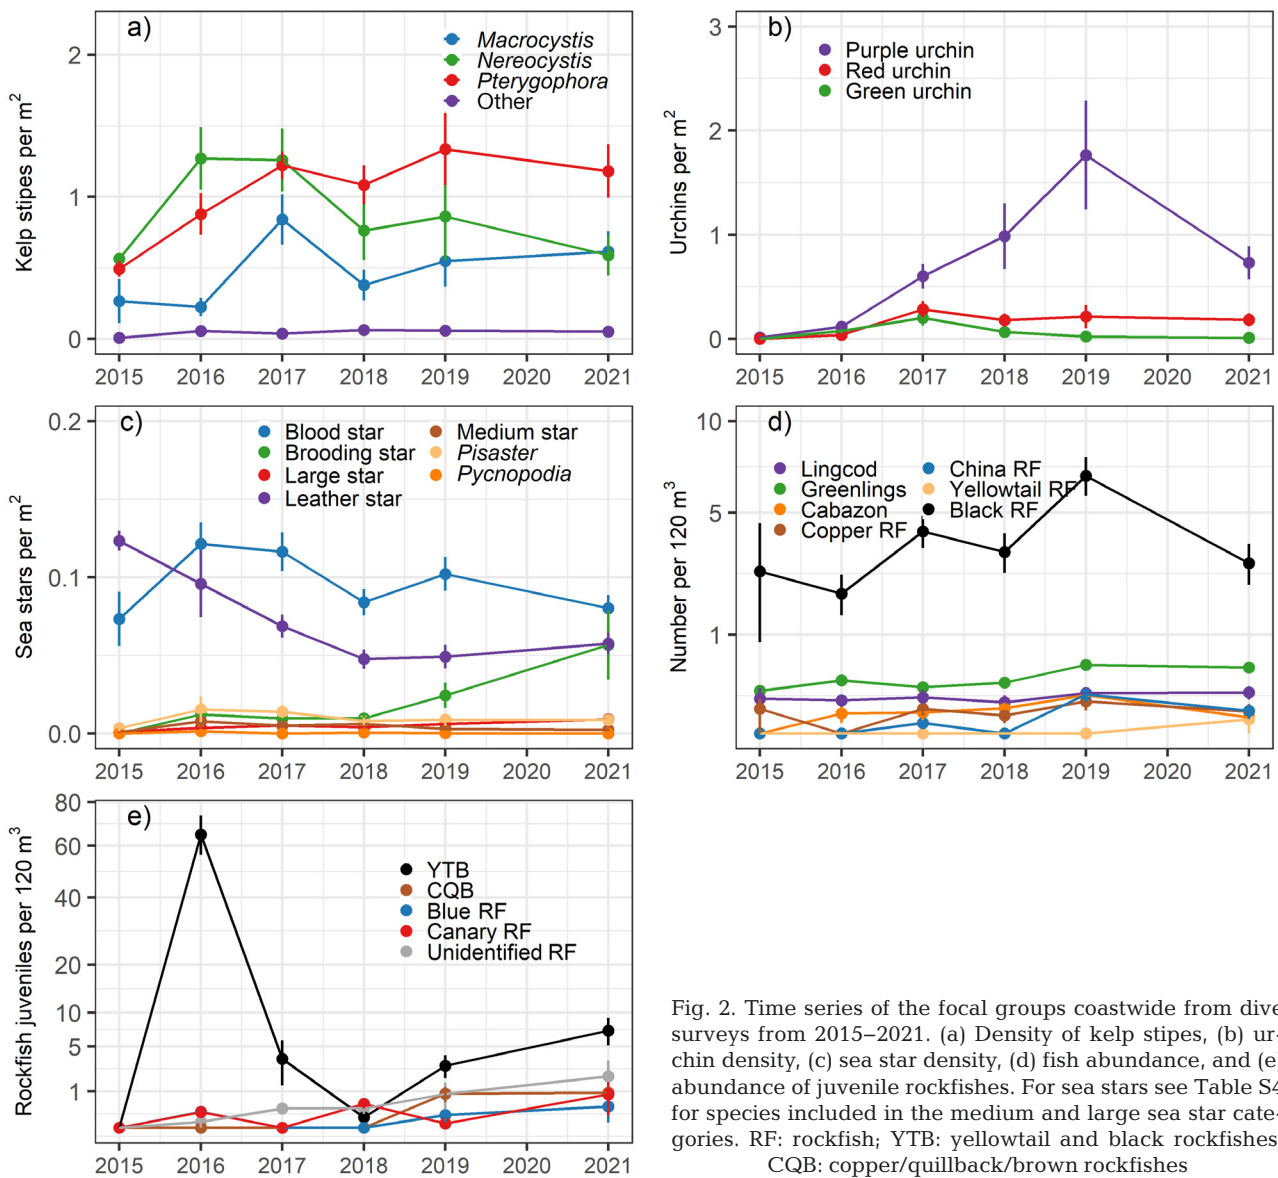 a)
Macrocystis
Nereocystis
Pterygophora
Other
Kelp stipes per m2
2
1
0
2015 2016 2017 2018 2019 2020 2021
b)
Purple urchin
Red urchin
Green urchin
Urchins per m2
3
2
1
0
2015 2016 2017 2018 2019 2020 2021
c)
Blood star
Brooding star
Large star
Leather star
Medium star
Pisaster
Pycnopodia
Sea stars per m2
0.2
0.1
0.0
2015 2016 2017 2018 2019 2020 2021
d)
Lingcod
Greenlings
Cabazon
Copper RF
China RF
Yellowtail RF
Black RF
Number per 120 m3
10
5
1
2015 2016 2017 2018 2019 2020 2021
e)
YTB
CQB
Blue RF
Canary RF
Unidentified RF
Rockfish juveniles per 120 m3
80
60
40
20
10
5
1
2015 2016 2017 2018 2019 2020 2021
Fig. 2. Time series of the focal groups coastwide from dive
surveys from 2015–2021. (a) Density of kelp stipes, (b) ur-
chin density, (c) sea star density, (d) fish abundance, and (e)
abundance of juvenile rockfishes. For sea stars see Table S4
for species included in the medium and large sea star cate-
gories. RF: rockfish; YTB: yellowtail and black rockfishes
CQB: copper/quillback/brown rockfishes